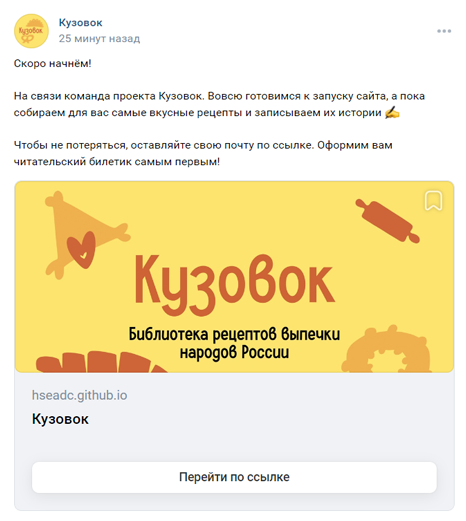 Кузовок
Кузовок
25 минут назад
Скоро начнём!
На связи команда проекта Кузовок. Вовсю готовимся к запуску сайта, а пока
собираем для вас самые вкусные рецепты и записываем их истории ✍️
Чтобы не потеряться, оставляйте свою почту по ссылке. Оформим вам
читательский билетик самым первым!
Кузовок
Библиотека рецептов выпечки
народов России
hseadc.github.io
Кузовок
Перейти по ссылке